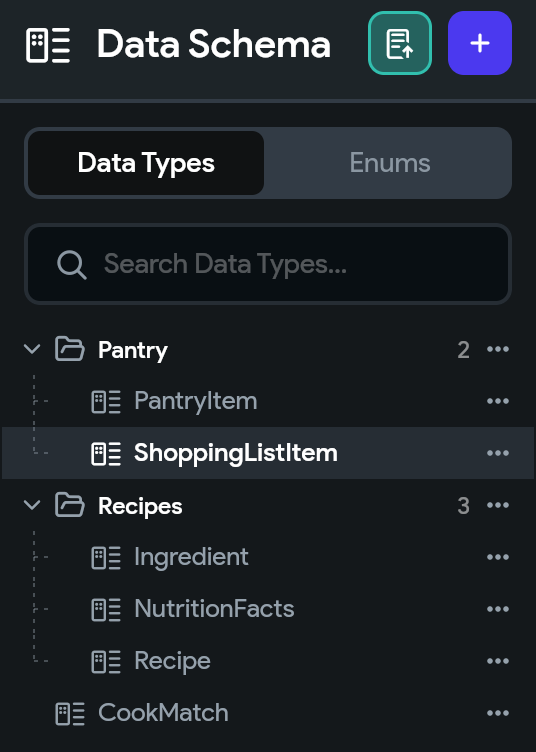 Data Schema
Data Types Enums
Search Data Types...
Pantry 2
PantryItem
ShoppingListItem
Recipes 3
Ingredient
NutritionFacts
Recipe
CookMatch